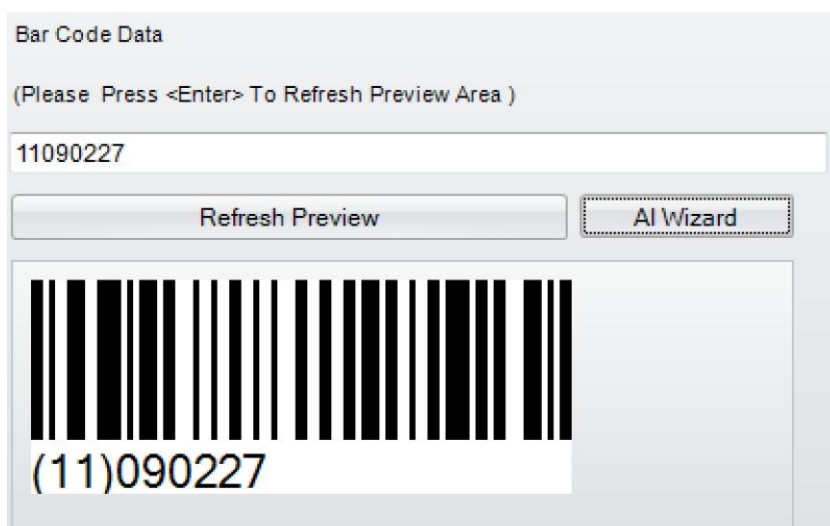 Bar Code Data
(Please Press <Enter> To Refresh Preview Area )
11090227
Refresh Preview
AI Wizard
(11)090227